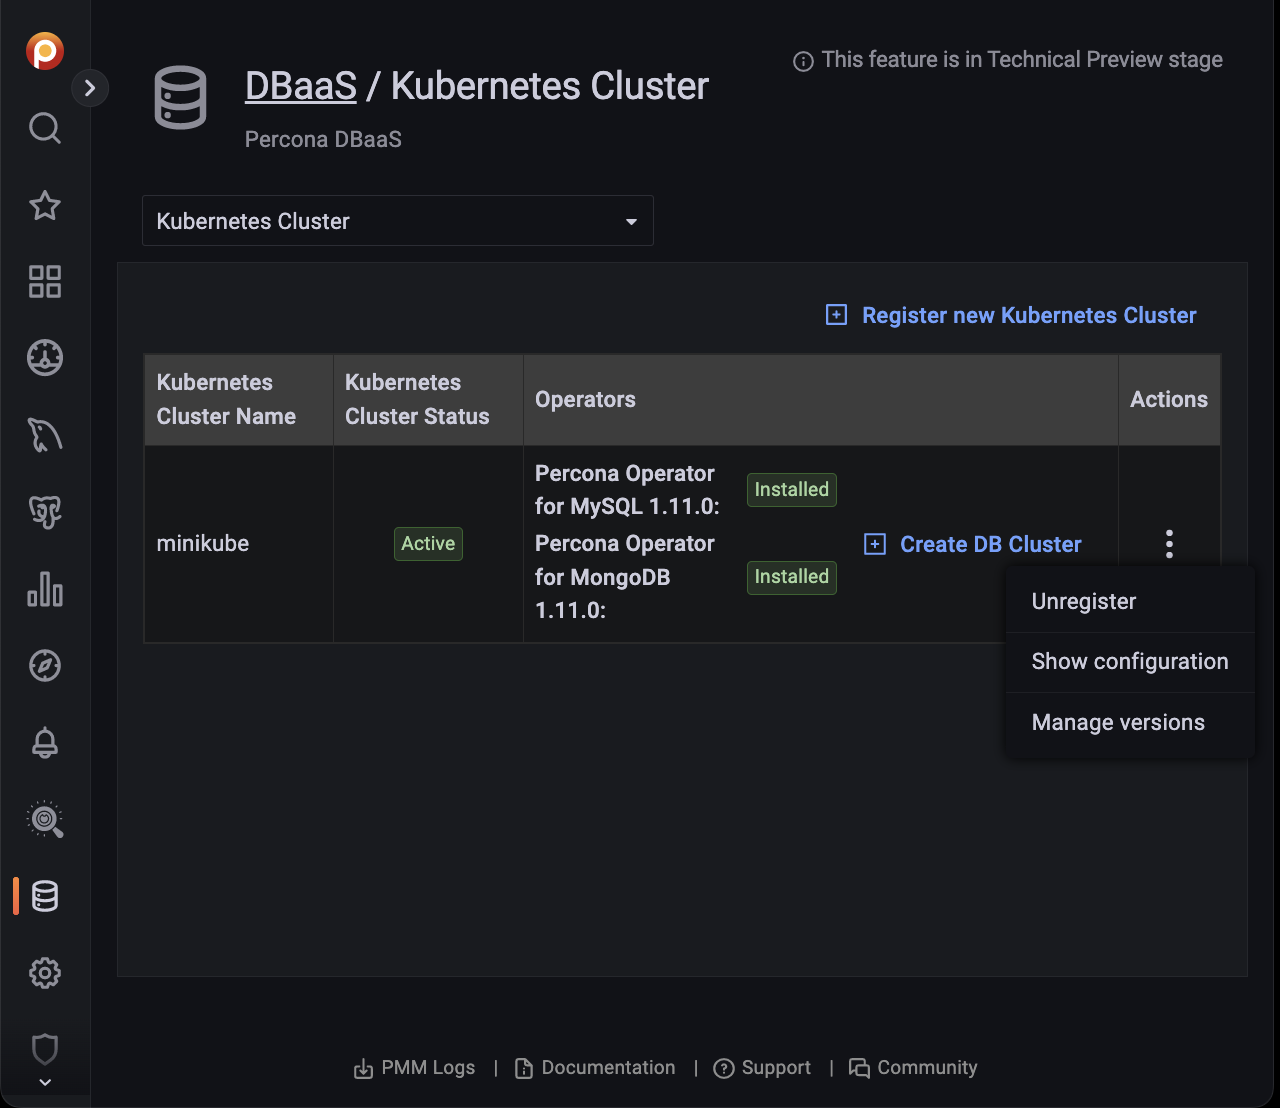 This feature is in Technical Preview stage
DBaaS / Kubernetes Cluster
Percona DBaaS
Kubernetes Cluster
Register new Kubernetes Cluster
Kubernetes
Cluster Name
Kubernetes
Cluster Status
Operators
Actions
minikube
Active
Percona Operator
for MySQL 1.11.0:
Installed
Percona Operator
for MongoDB
1.11.0:
Installed
Create DB Cluster
Unregister
Show configuration
Manage versions
PMM Logs | Documentation | Support | Community